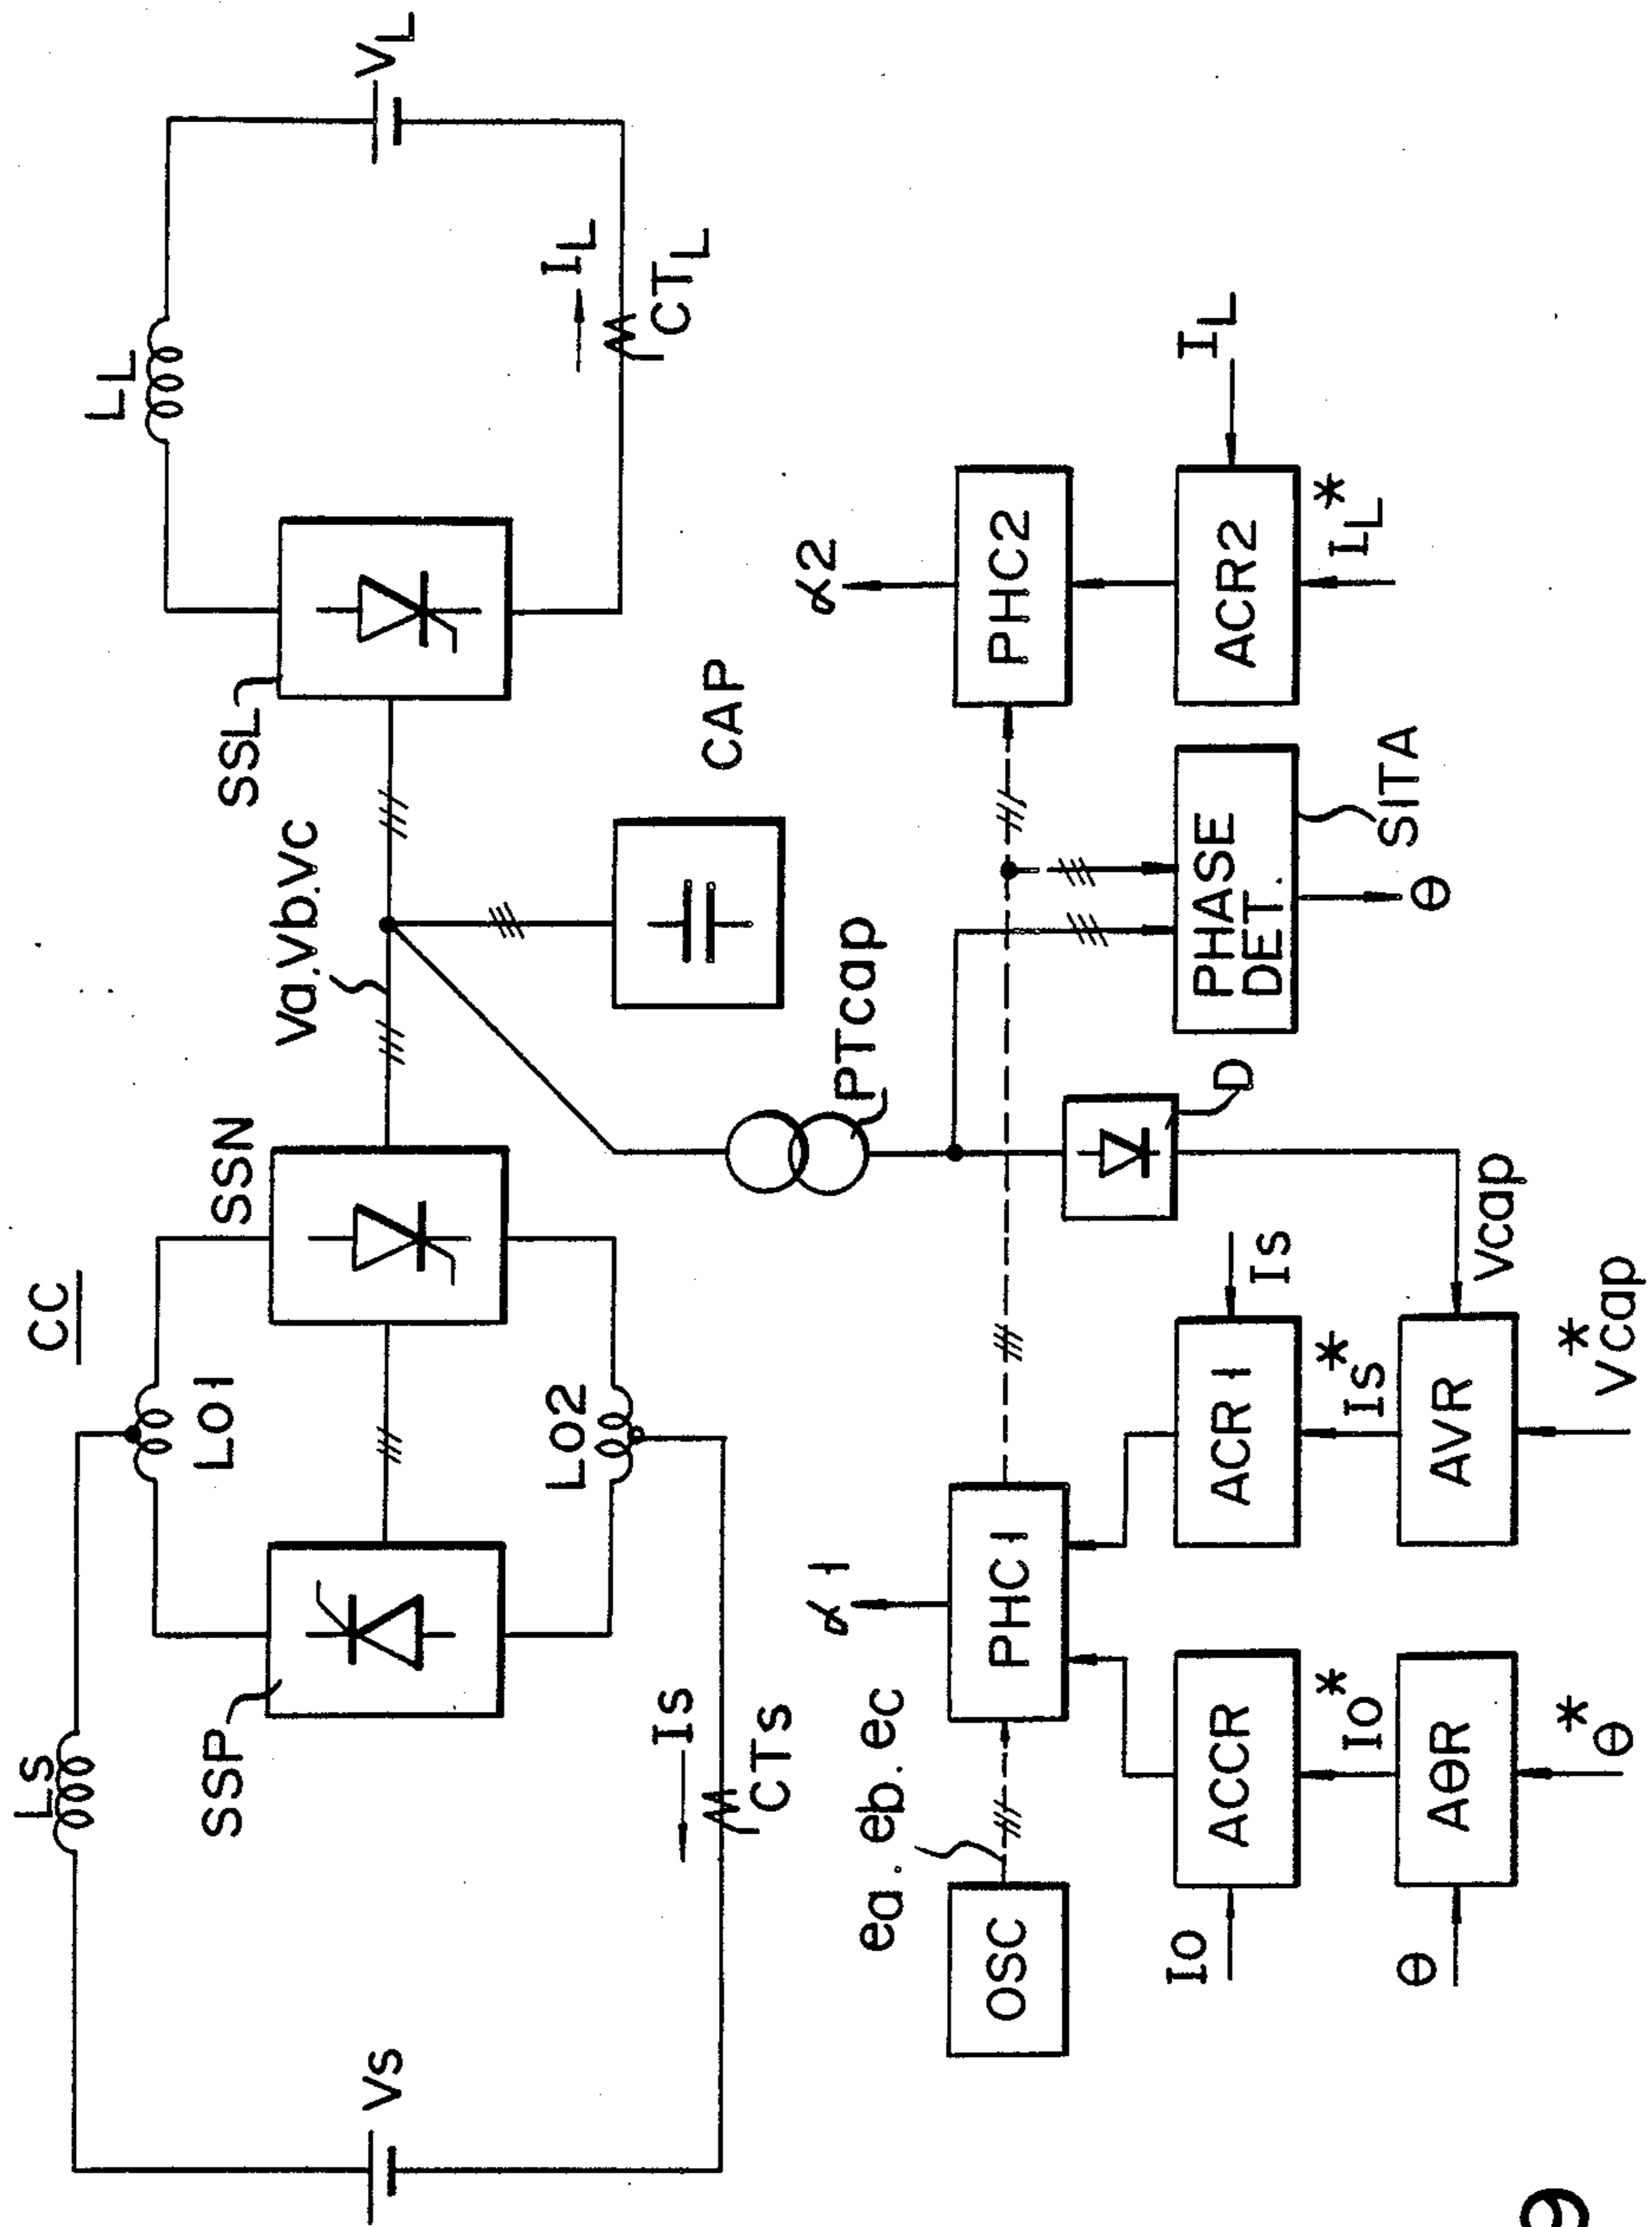 CC
Ls
LO1
SSP
SSN
LO2
Vs
Is
CTs
Va.Vb.Vc
SSL
LL
VL
IL
CTL
CAP
PTcap
α1
α2
ea.eb.ec
OSC
PHC1
PHC2
D
PHASE
DET.
SITA
θ
IO
ACCR
ACR1
Is
ACR2
IL
IO*
Is*
IL*
Vcap
θ
AθR
AVR
θ*
Vcap*
9